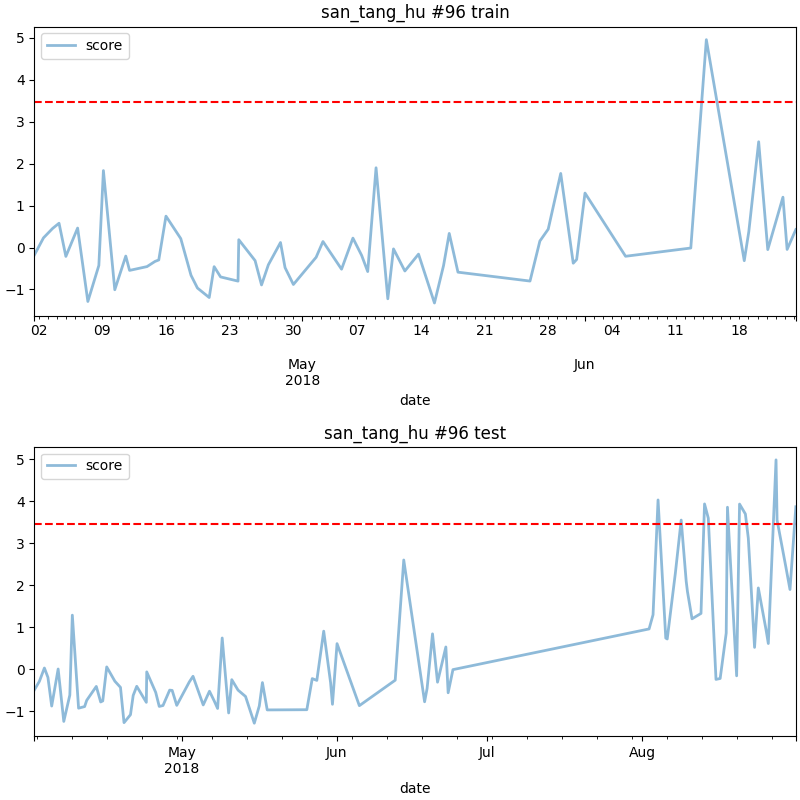 san_tang_hu #96 train
score
5
4
3
2
1
0
−1
02 09 16 23 30 07 14 21 28 04 11 18
May Jun
2018
date
san_tang_hu #96 test
score
5
4
3
2
1
0
−1
May Jun Jul Aug
2018
date